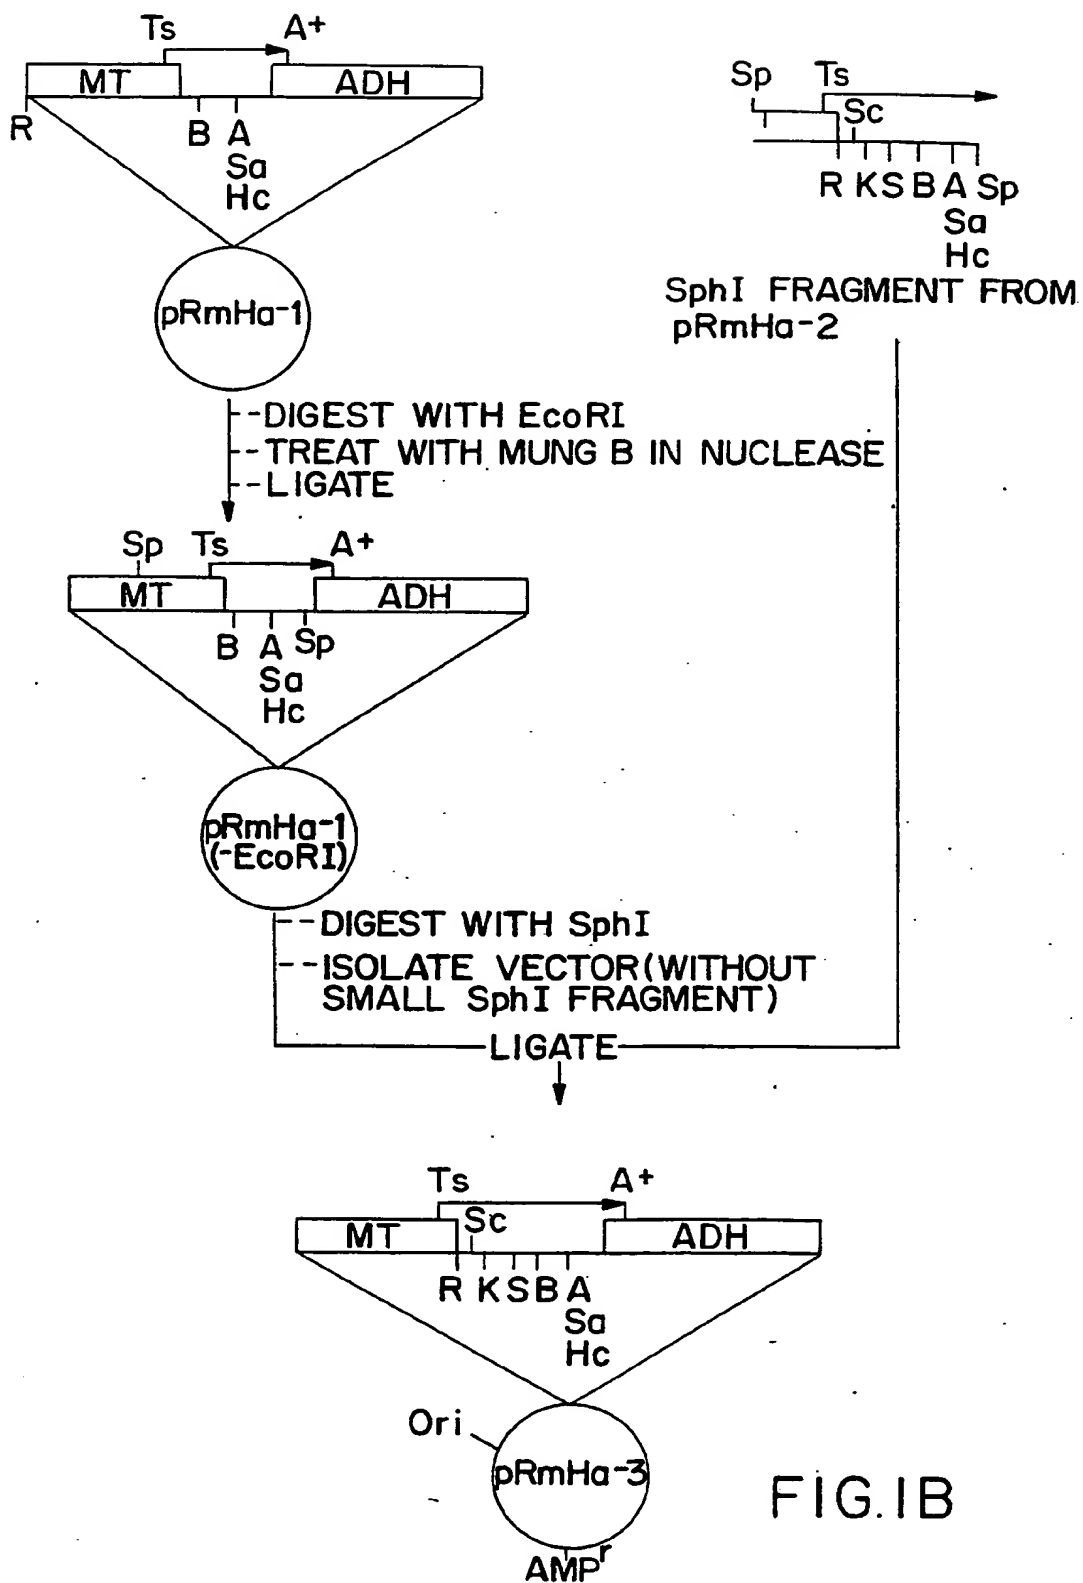 Ts A+
MT ADH
R B A
Sa
Hc
pRmHa-1
Sp Ts
Sc
R K S B A Sp
Sa
Hc
SphI FRAGMENT FROM
pRmHa-2
--DIGEST WITH EcoRI
--TREAT WITH MUNG B IN NUCLEASE
--LIGATE
Sp Ts A+
MT ADH
B A Sp
Sa
Hc
pRmHa-1
(-EcoRI)
--DIGEST WITH SphI
--ISOLATE VECTOR(WITHOUT
SMALL SphI FRAGMENT)
LIGATE
Ts A+
Sc
MT ADH
R K S B A
Sa
Hc
Ori
pRmHa-3
AMPr
FIG.1B